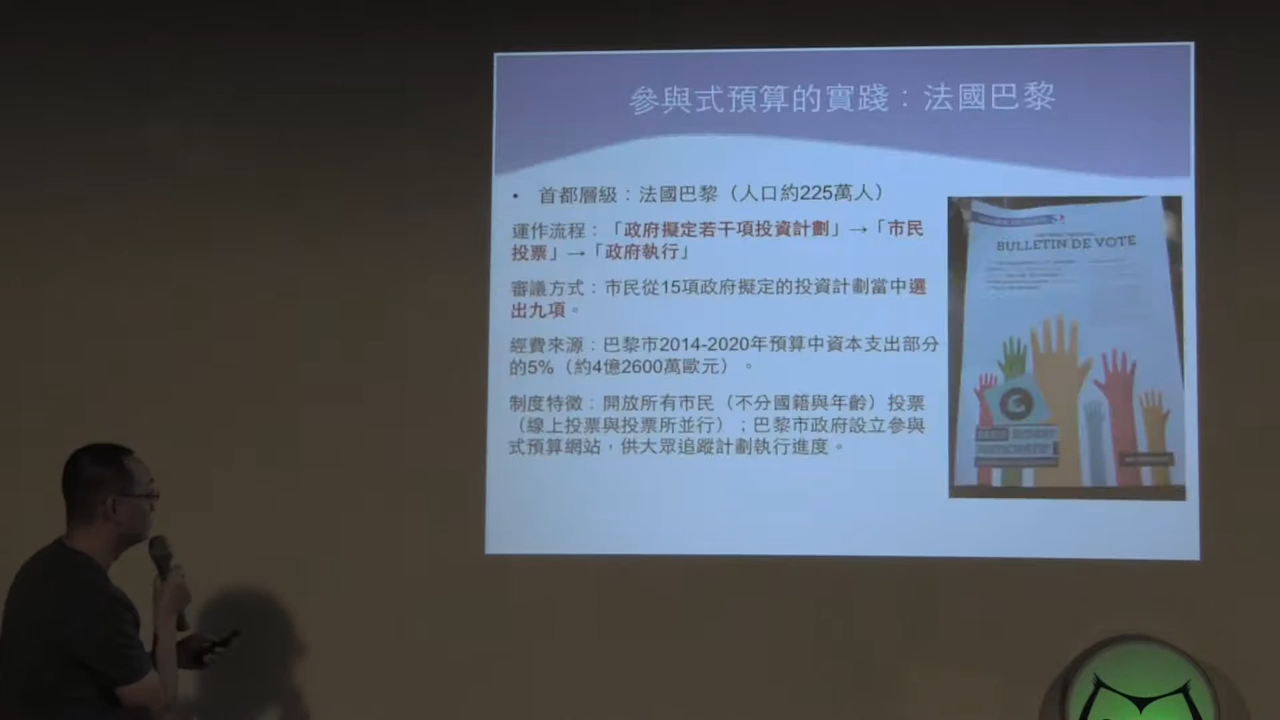 參與式預算的實踐：法國巴黎
• 首都層級：法國巴黎（人口約225萬人）
運作流程：「政府擬定若干項投資計劃」→「市民
投票」→「政府執行」
審議方式：市民從15項政府擬定的投資計劃當中選
出九項。
經費來源：巴黎市2014-2020年預算中資本支出部分
的5%（約4億2600萬歐元）。
制度特徵：開放所有市民（不分國籍與年齡）投票
（線上投票與投票所並行）；巴黎市政府設立參與
式預算網站，供大眾追蹤計劃執行進度。
BULLETIN DE VOTE